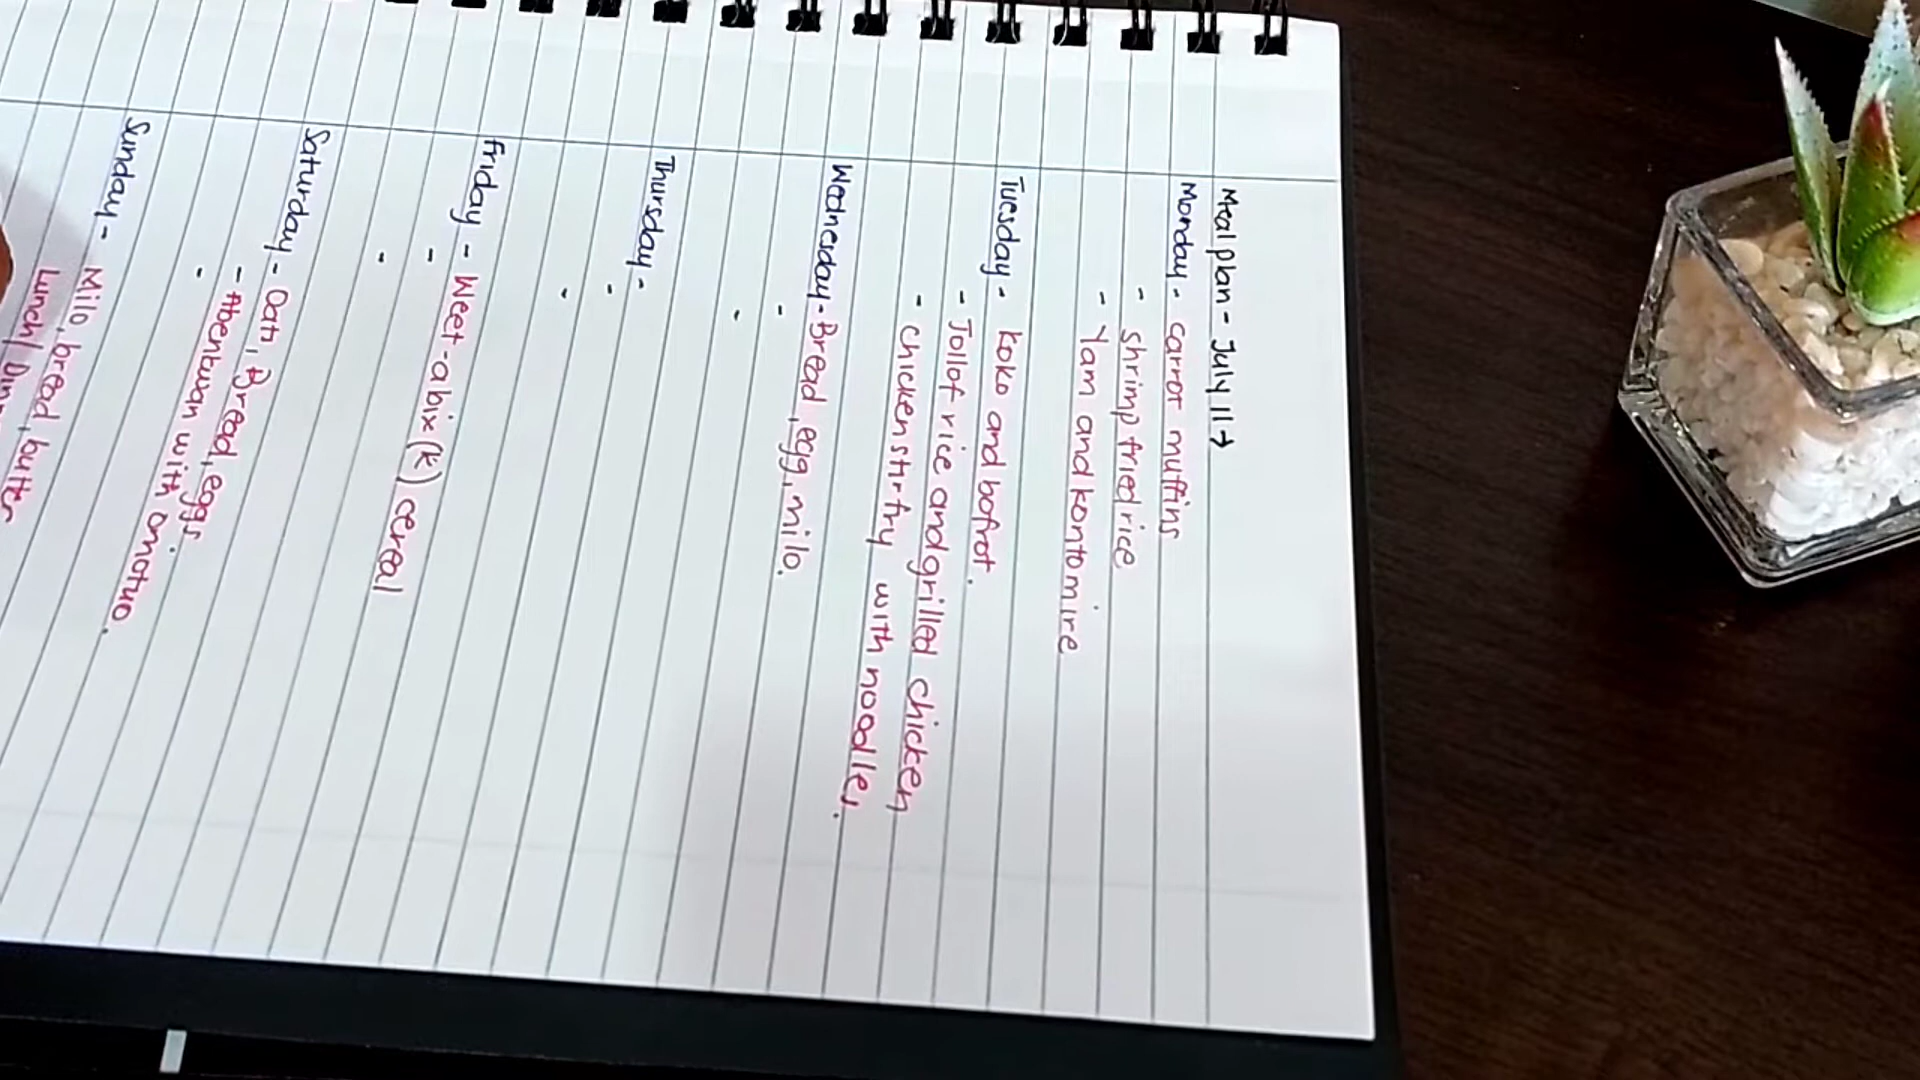 Meal plan - July 11 →
Monday - carrot muffins
- shrimp fried rice
- Yam and kontomire
Tuesday - koko and bofrot.
- Jollof rice and grilled chicken
- chicken stir fry with noodles.
Wednesday - Bread, egg, milo.
-
-
Thursday -
-
-
Friday - Weet-abix (k) cereal
-
-
Saturday - Oats, Bread, eggs
- Abenkwan with omotuo.
-
Sunday - Milo, bread, butter
Lunch /